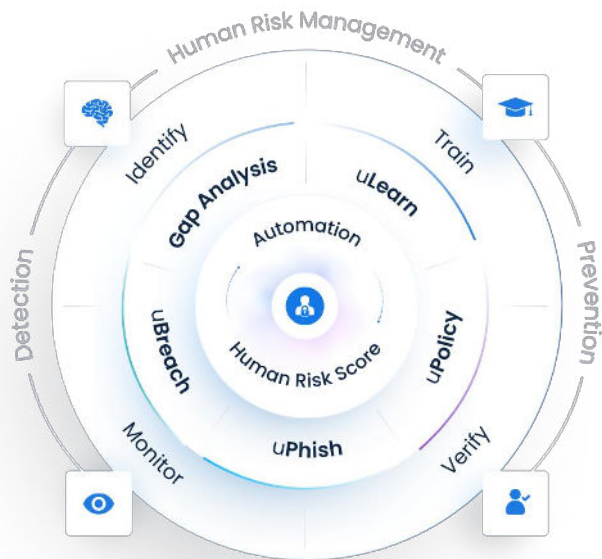 Human Risk Management
Identify
Train
Gap Analysis
uLearn
Automation
Detection
Prevention
uBreach
uPolicy
Human Risk Score
uPhish
Monitor
Verify